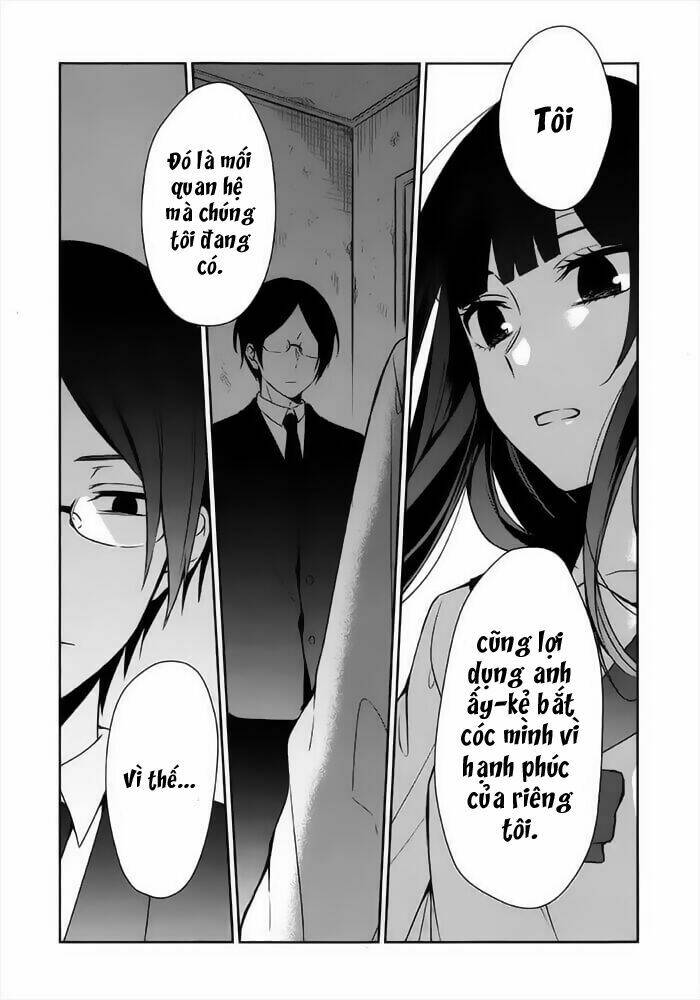 Tôi
cũng lợi
dụng anh
ấy-kẻ bắt
cóc mình vì
hạnh phúc
của riêng
tôi.
Đó là mối
quan hệ
mà chúng
tôi đang
có.
Vì thế...